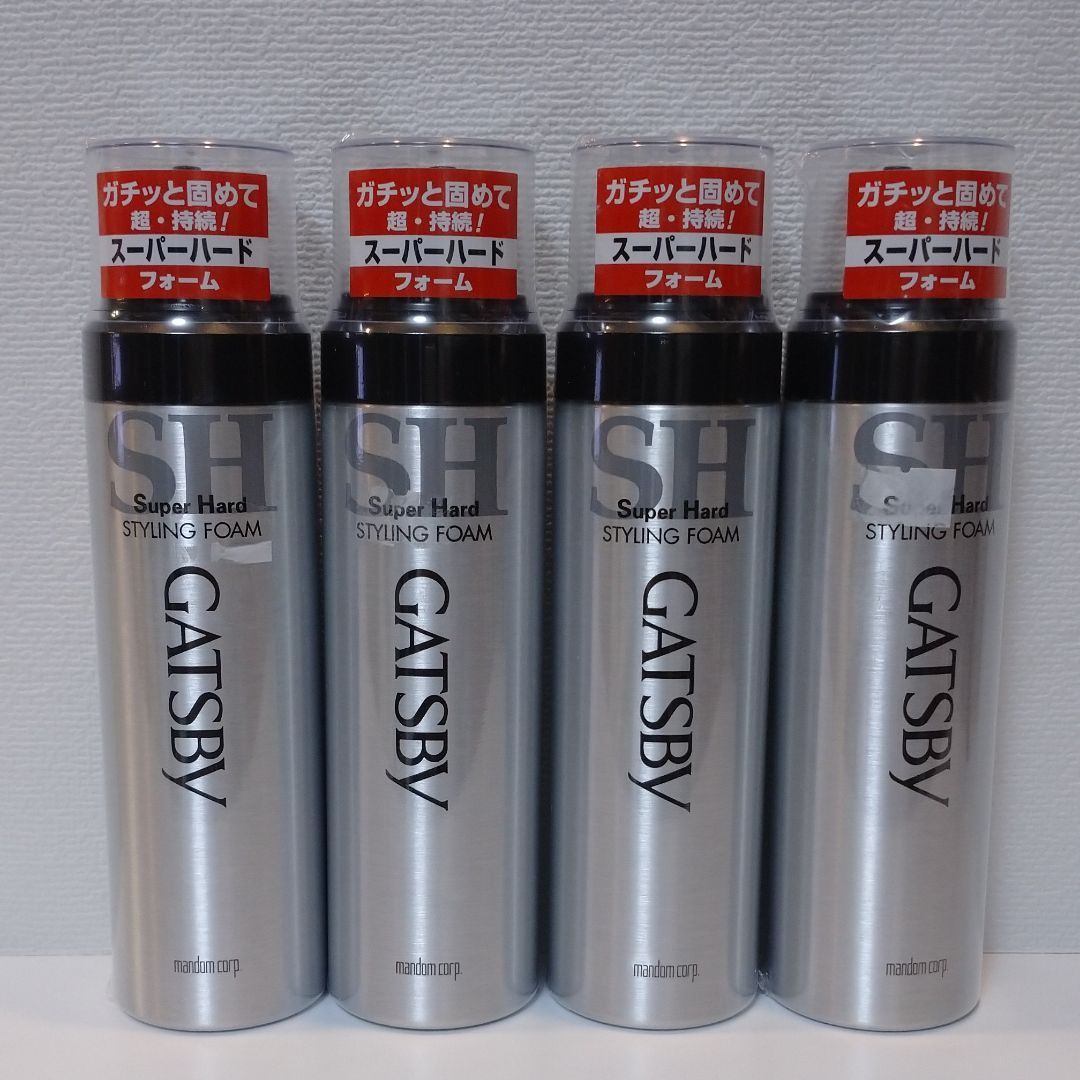 ガチッと固めて
超・持続!
スーパーハード
フォーム
SH
Super Hard
STYLING FOAM
GATSBY
mandom corp.
ガチッと固めて
超・持続!
スーパーハード
フォーム
SH
Super Hard
STYLING FOAM
GATSBY
mandom corp.
ガチッと固めて
超・持続!
スーパーハード
フォーム
SH
Super Hard
STYLING FOAM
GATSBY
mandom corp.
ガチッと固めて
超・持続!
スーパーハード
フォーム
SH
Super Hard
STYLING FOAM
GATSBY
mandom corp.